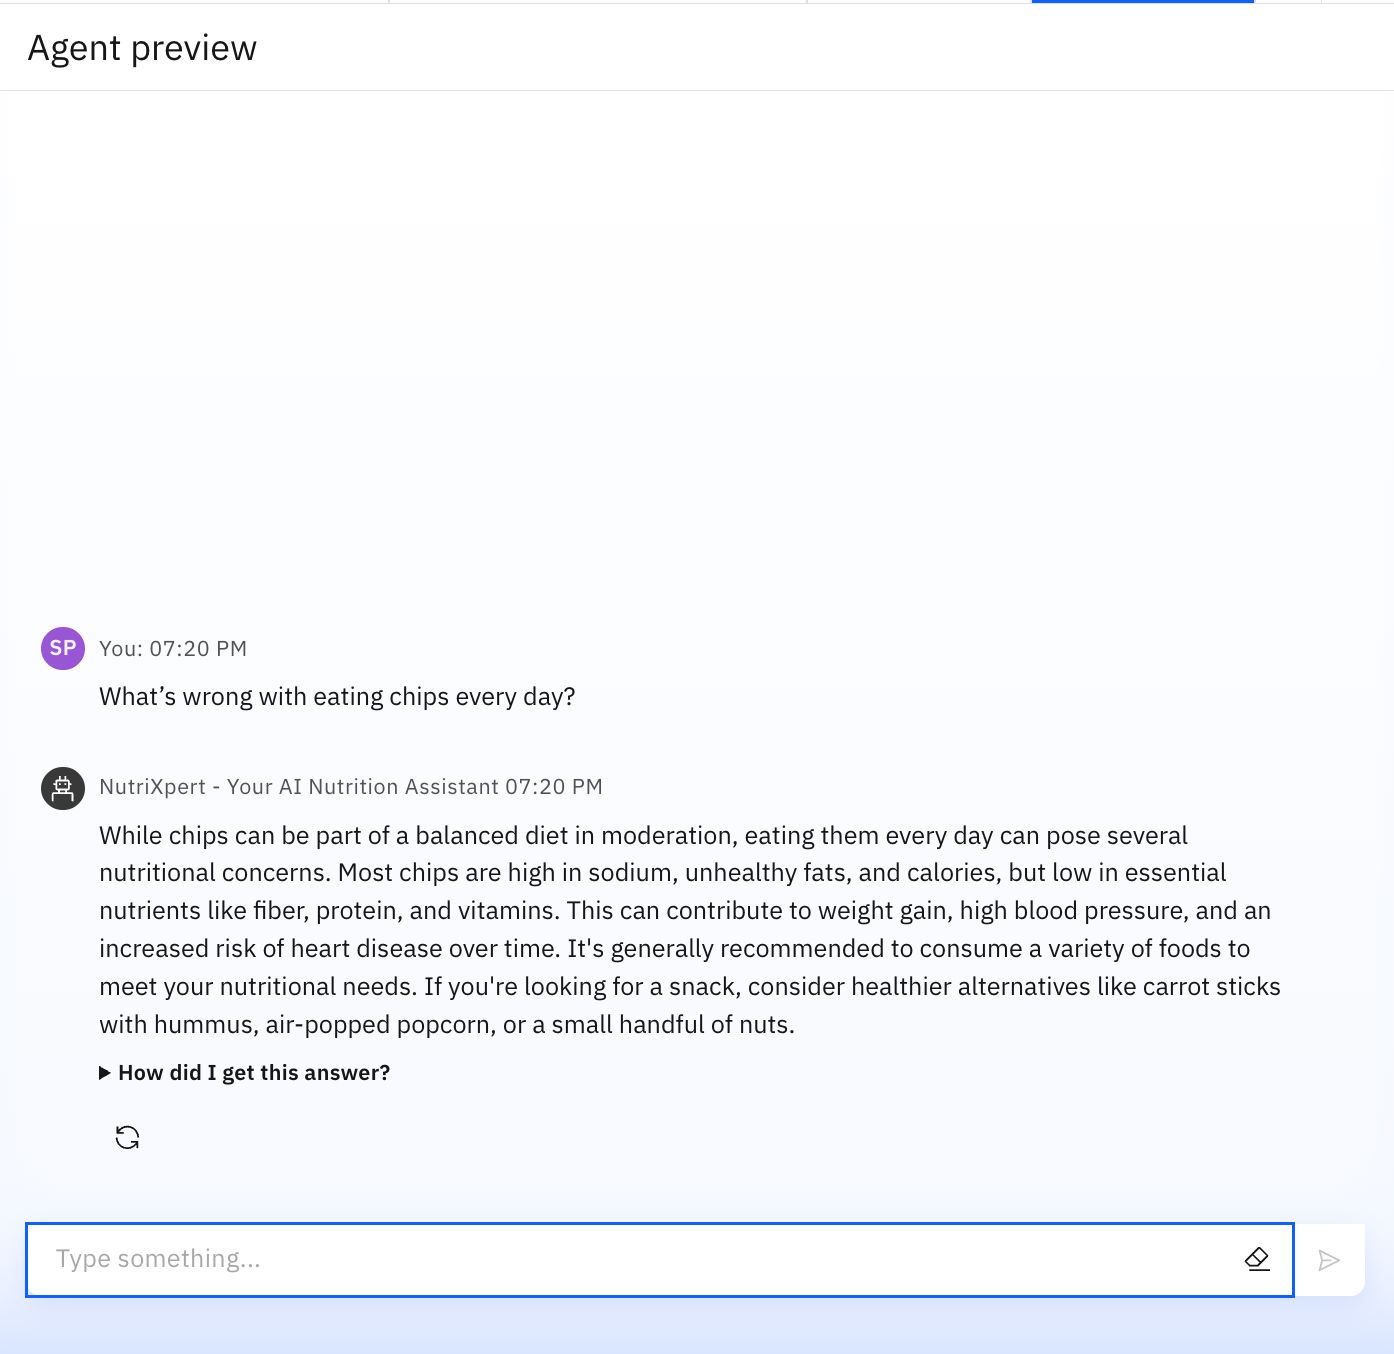 Agent preview
SP
You: 07:20 PM
What’s wrong with eating chips every day?
NutriXpert - Your AI Nutrition Assistant 07:20 PM
While chips can be part of a balanced diet in moderation, eating them every day can pose several
nutritional concerns. Most chips are high in sodium, unhealthy fats, and calories, but low in essential
nutrients like fiber, protein, and vitamins. This can contribute to weight gain, high blood pressure, and an
increased risk of heart disease over time. It's generally recommended to consume a variety of foods to
meet your nutritional needs. If you're looking for a snack, consider healthier alternatives like carrot sticks
with hummus, air-popped popcorn, or a small handful of nuts.
How did I get this answer?
Type something...